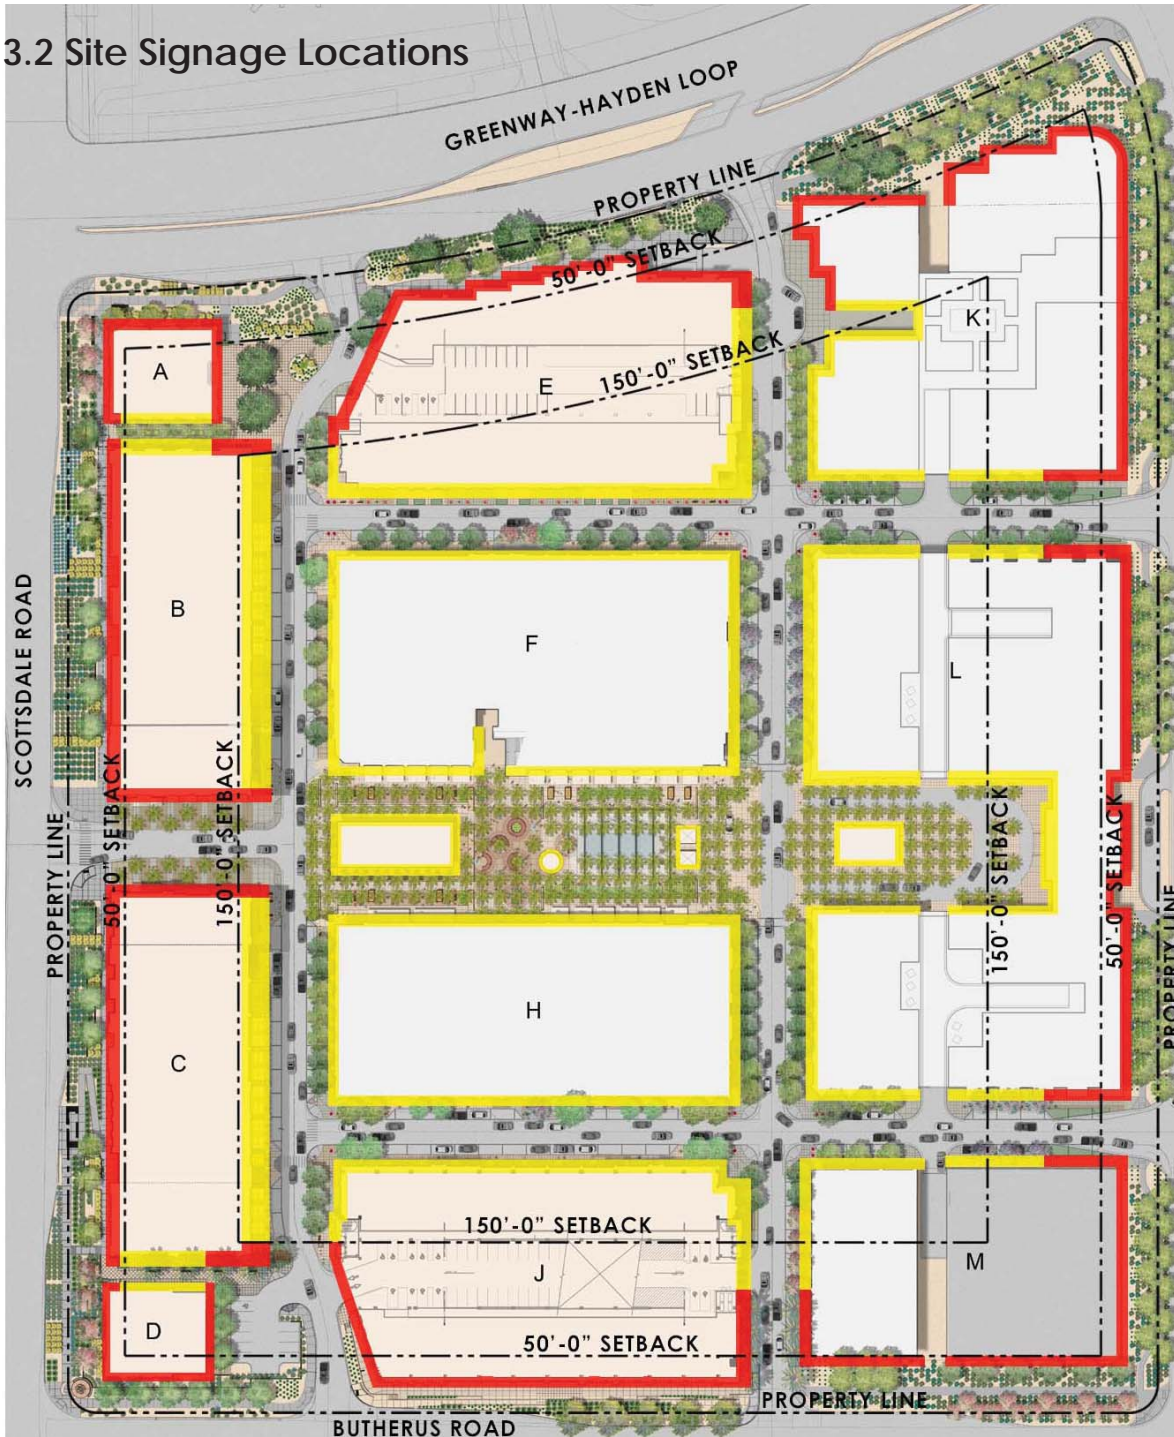 3.2 Site Signage Locations
GREENWAY-HAYDEN LOOP
PROPERTY LINE
50'-0" SETBACK
150'-0" SETBACK
A
E
K
B
F
L
SCOTTSDALE ROAD
PROPERTY LINE
50'-0" SETBACK
150'-0" SETBACK
150'-0" SETBACK
50'-0" SETBACK
PROPERTY LINE
C
H
150'-0" SETBACK
J
M
D
50'-0" SETBACK
PROPERTY LINE
BUTHERUS ROAD